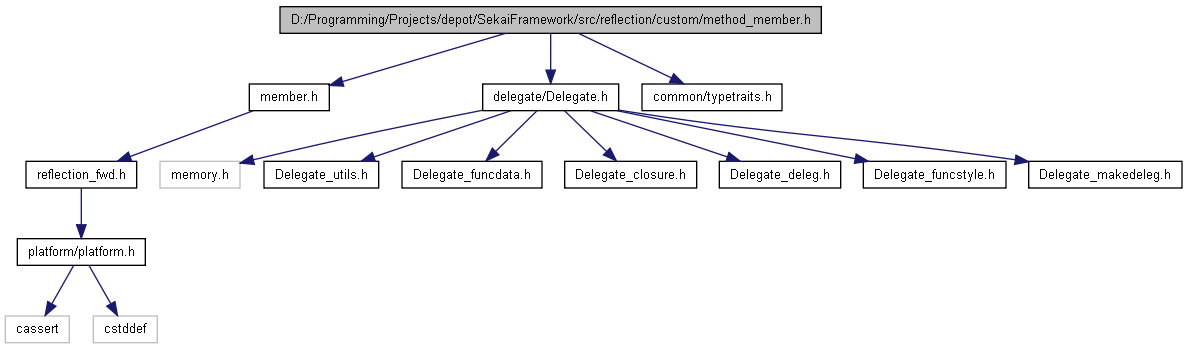 D:/Programming/Projects/depot/SekaiFramework/src/reflection/custom/method_member.h
member.h
delegate/Delegate.h
common/typetraits.h
reflection_fwd.h
memory.h
Delegate_utils.h
Delegate_funcdata.h
Delegate_closure.h
Delegate_deleg.h
Delegate_funcstyle.h
Delegate_makedeleg.h
platform/platform.h
cassert
cstddef